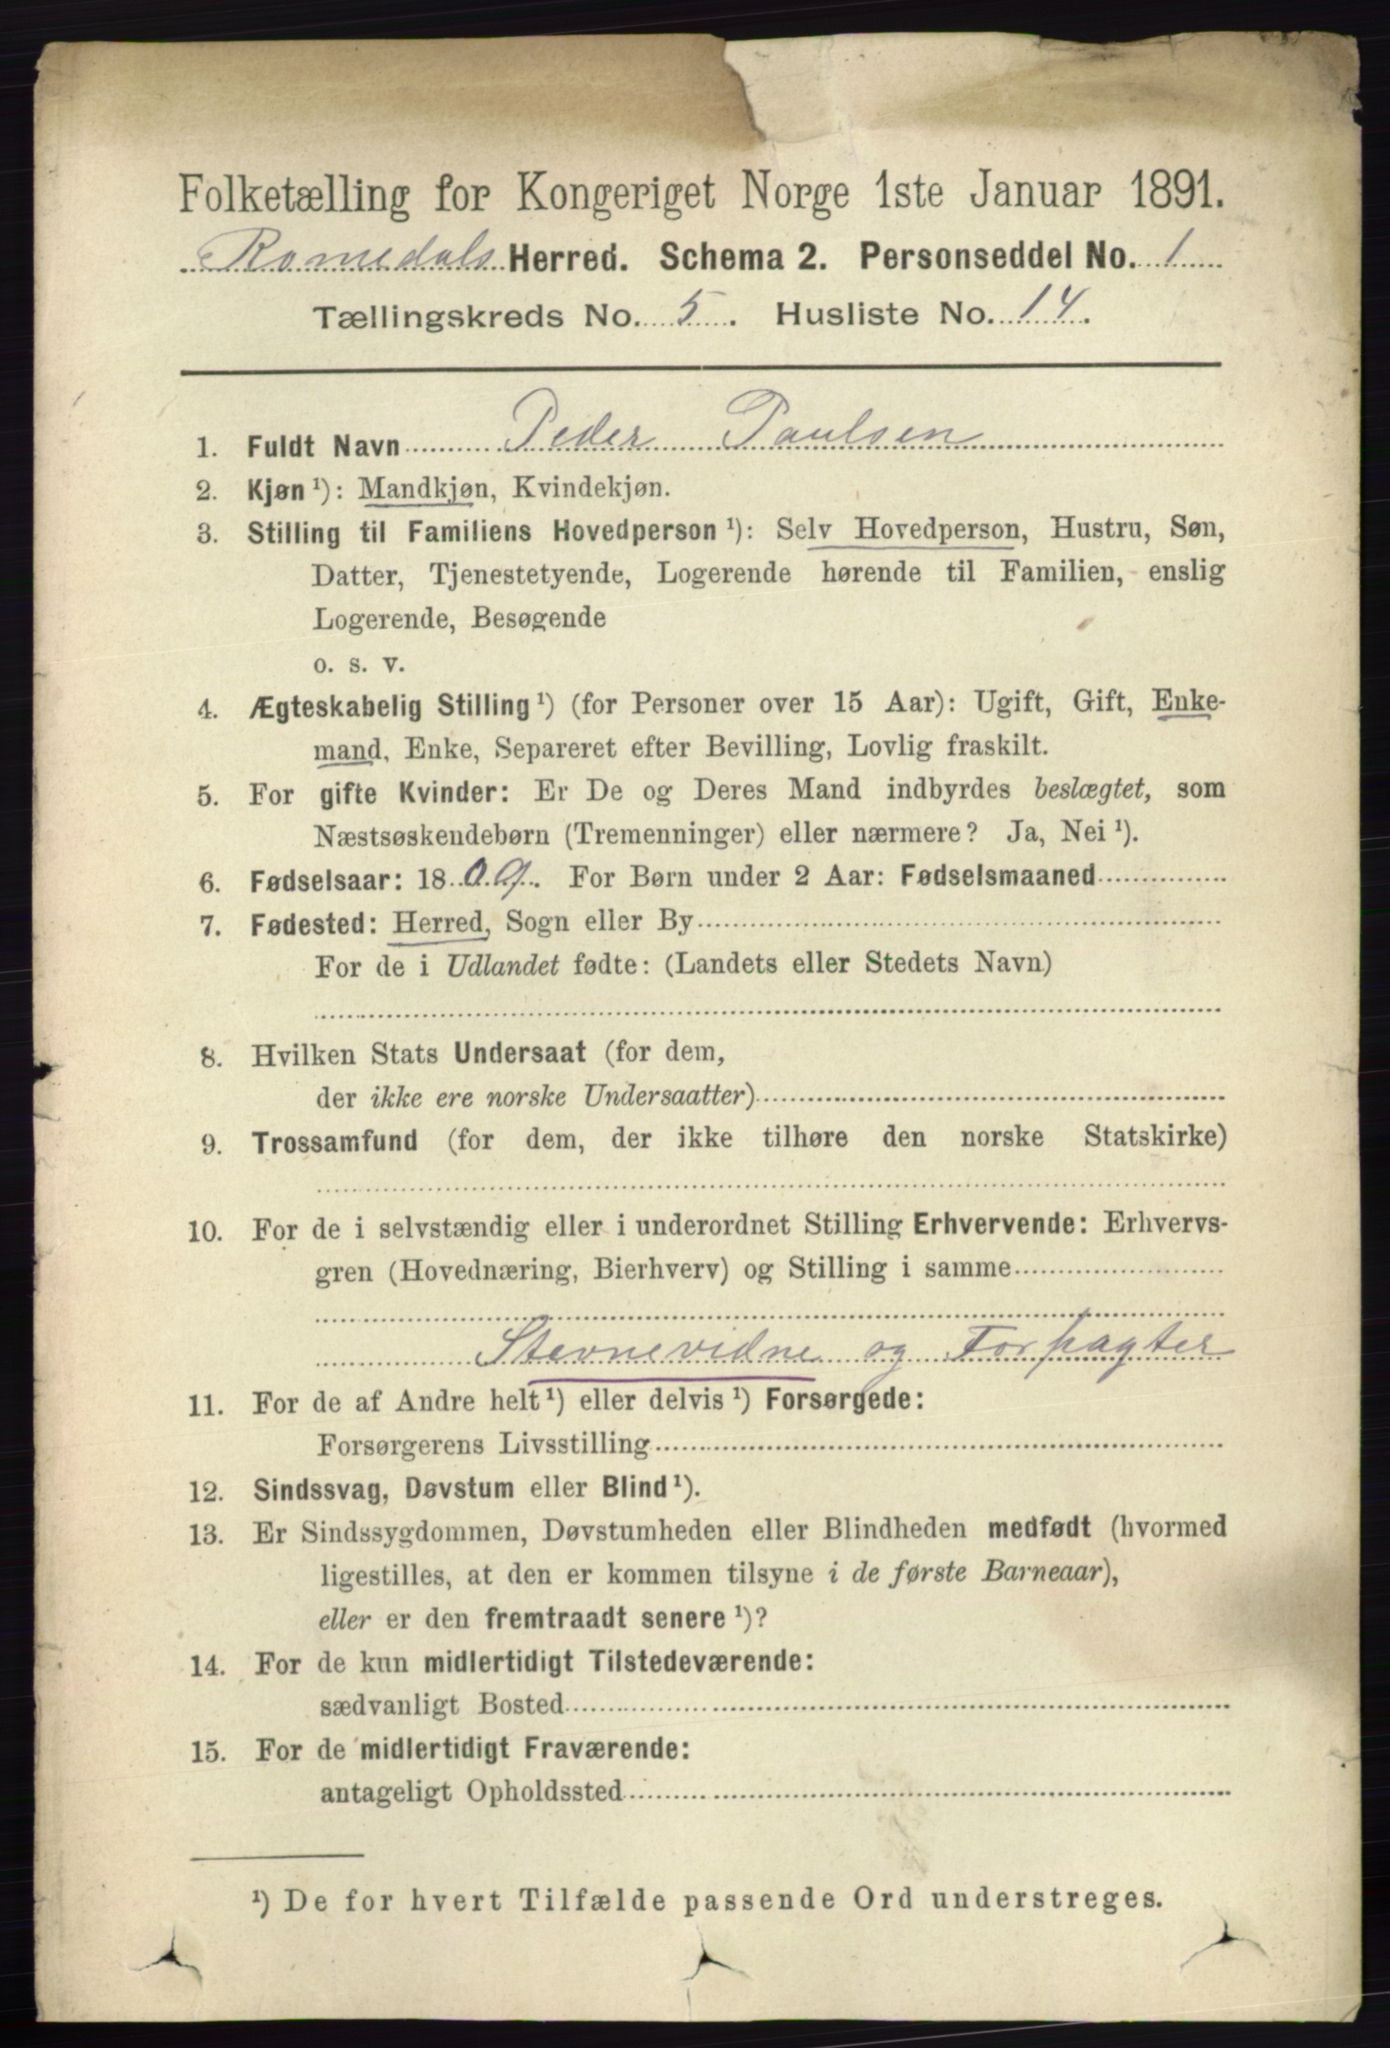 Folketælling for Kongeriget Norge 1ste Januar 1891.
Romedals Herred. Schema 2. Personseddel No. 1
Tællingskreds No. 5. Husliste No. 14.
1. Fuldt Navn Peder Paulsen
2. Kjøn ¹): Mandkjøn, Kvindekjøn.
3. Stilling til Familiens Hovedperson ¹): Selv Hovedperson, Hustru, Søn,
Datter, Tjenestetyende, Logerende hørende til Familien, enslig
Logerende, Besøgende
o. s. v.
4. Ægteskabelig Stilling ¹) (for Personer over 15 Aar): Ugift, Gift, Enke-
mand, Enke, Separeret efter Bevilling, Lovlig fraskilt.
5. For gifte Kvinder: Er De og Deres Mand indbyrdes beslægtet, som
Næstsøskendebørn (Tremenninger) eller nærmere? Ja, Nei ¹).
6. Fødselsaar: 1809. For Børn under 2 Aar: Fødselsmaaned
7. Fødested: Herred, Sogn eller By
For de i Udlandet fødte: (Landets eller Stedets Navn)
8. Hvilken Stats Undersaat (for dem,
der ikke ere norske Undersaatter)
9. Trossamfund (for dem, der ikke tilhøre den norske Statskirke)
10. For de i selvstændig eller i underordnet Stilling Erhvervende: Erhvervs-
gren (Hovednæring, Bierhverv) og Stilling i samme
Stevnevidne og Forpagter
11. For de af Andre helt ¹) eller delvis ¹) Forsørgede:
Forsørgerens Livsstilling
12. Sindssvag, Døvstum eller Blind ¹).
13. Er Sindssygdommen, Døvstumheden eller Blindheden medfødt (hvormed
ligestilles, at den er kommen tilsyne i de første Barneaar),
eller er den fremtraadt senere ¹)?
14. For de kun midlertidigt Tilstedeværende:
sædvanligt Bosted
15. For de midlertidigt Fraværende:
antageligt Opholdssted
¹) De for hvert Tilfælde passende Ord understreges.